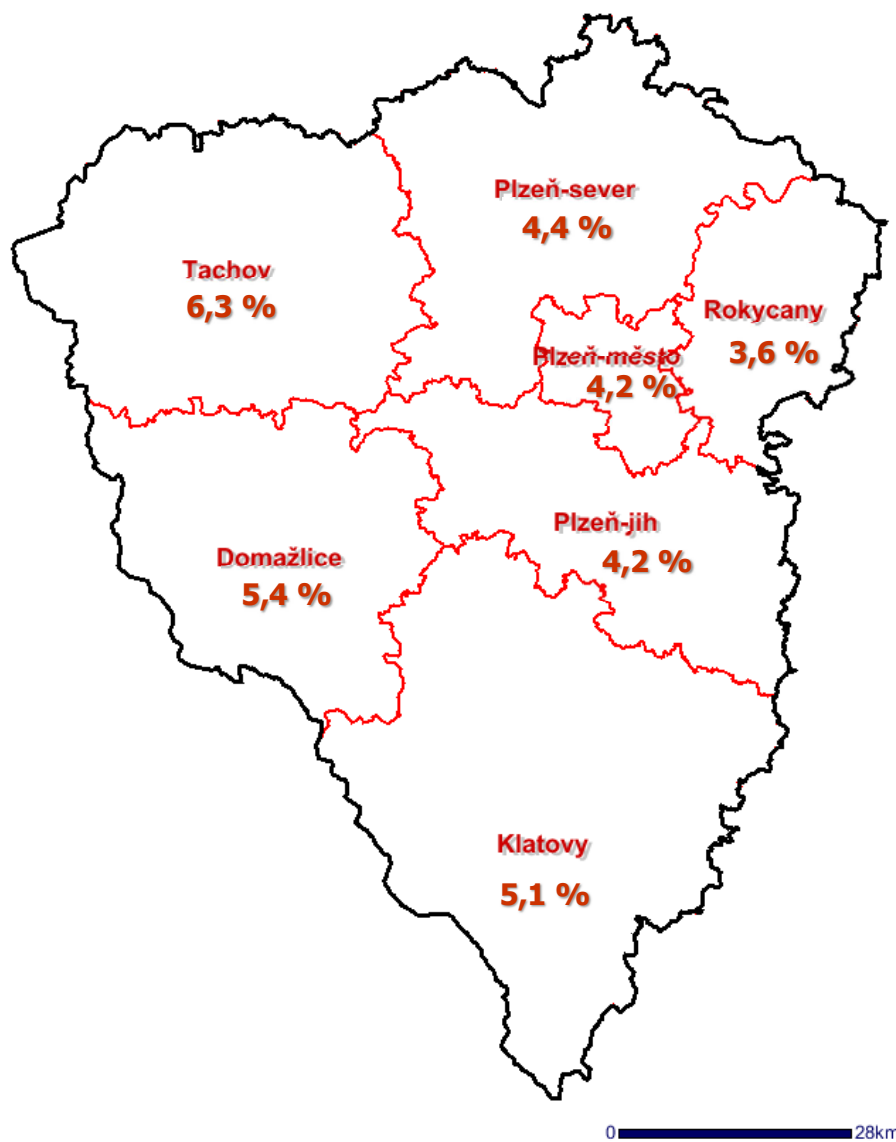 Plzeň-sever
4,4 %
Tachov
6,3 %
Rokycany
3,6 %
Plzeň-město
4,2 %
Plzeň-jih
4,2 %
Domažlice
5,4 %
Klatovy
5,1 %
0 28km